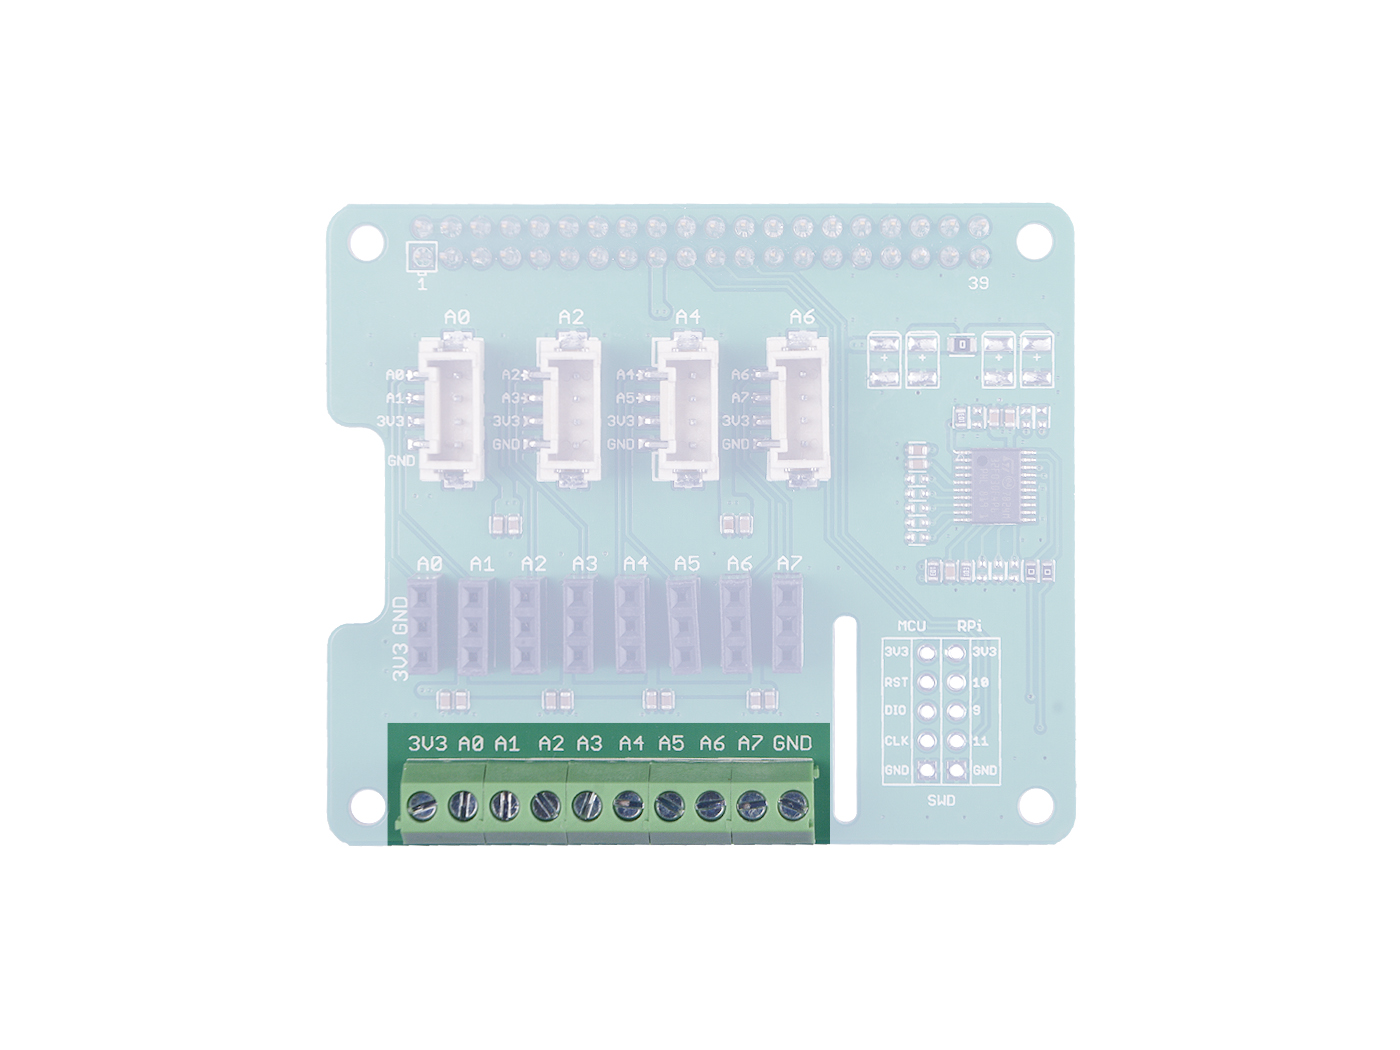 1 39
A0 A2 A4 A6
A0 A2 A4 A6
A1 A3 A5 A7
3V3 3V3 3V3 3V3
GND GND GND GND
A0 A1 A2 A3 A4 A5 A6 A7
3V3 GND
MCU RPi
3V3 3V3
RST 10
DIO 9
CLK 11
GND GND
SWD
3V3 A0 A1 A2 A3 A4 A5 A6 A7 GND